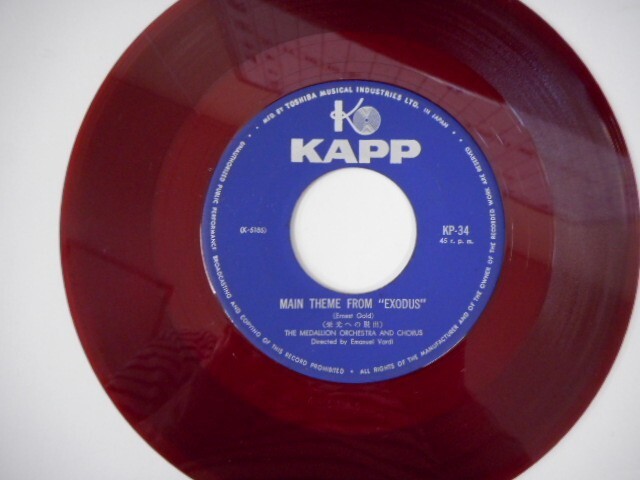 • MF'D BY TOSHIBA MUSICAL INDUSTRIES LTD. IN JAPAN •
K
KAPP
(K-5186)
KP-34
45 r. p. m.
MAIN THEME FROM "EXODUS"
(Ernest Gold)
(栄光への脱出)
THE MEDALLION ORCHESTRA AND CHORUS
Directed by Emanuel Vardi
UNAUTHORIZED PUBLIC PERFORMANCE BROADCASTING AND COPYING OF THIS RECORD PROHIBITED • ALL RIGHTS OF THE MANUFACTURER AND OF THE OWNER OF THE RECORDED WORK ARE RESERVED